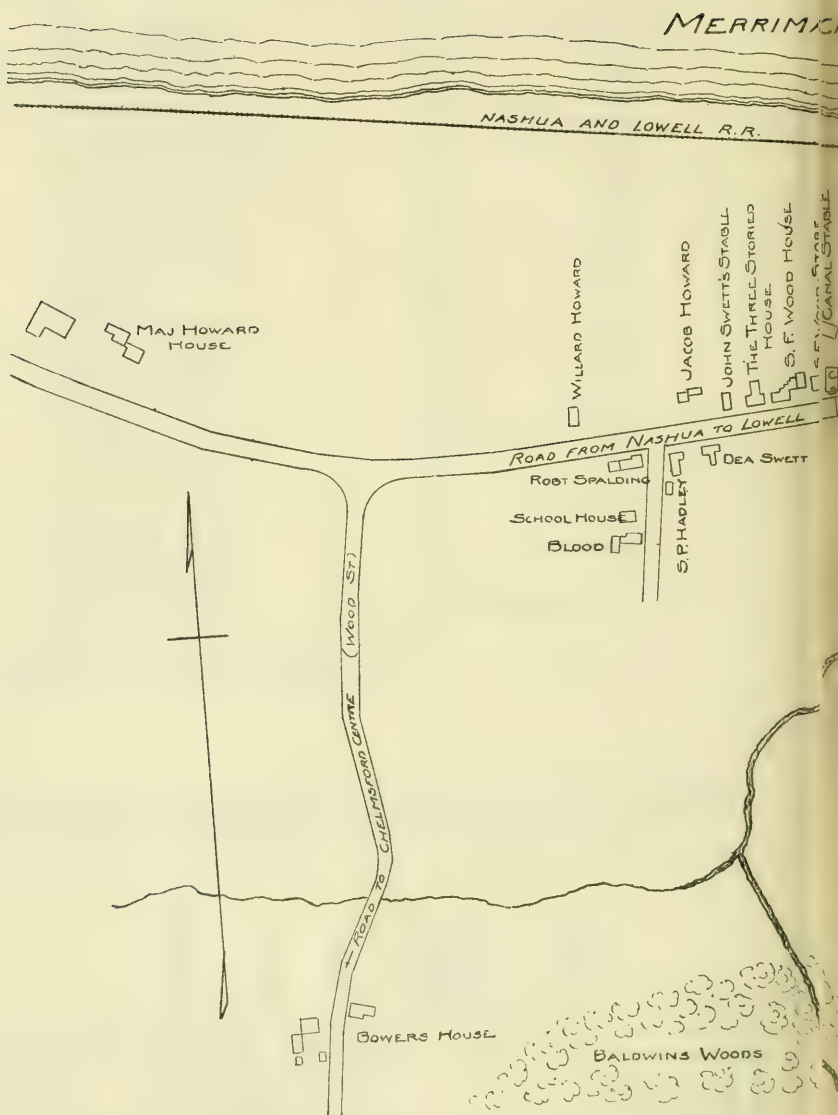 MERRIMAC
NASHUA AND LOWELL R.R.
MAJ HOWARD
HOUSE
WILLARD HOWARD
JACOB HOWARD
JOHN SWETT'S STABLE
THE THREE STORIED
HOUSE
S. F. WOOD HOUSE
CANAL STABLE
ROAD FROM NASHUA TO LOWELL
ROBT SPALDING
DEA SWETT
SCHOOL HOUSE
BLOOD
S.P. HADLEY
(WOOD ST)
ROAD TO CHELMSFORD CENTRE
BOWERS HOUSE
BALDWINS WOODS